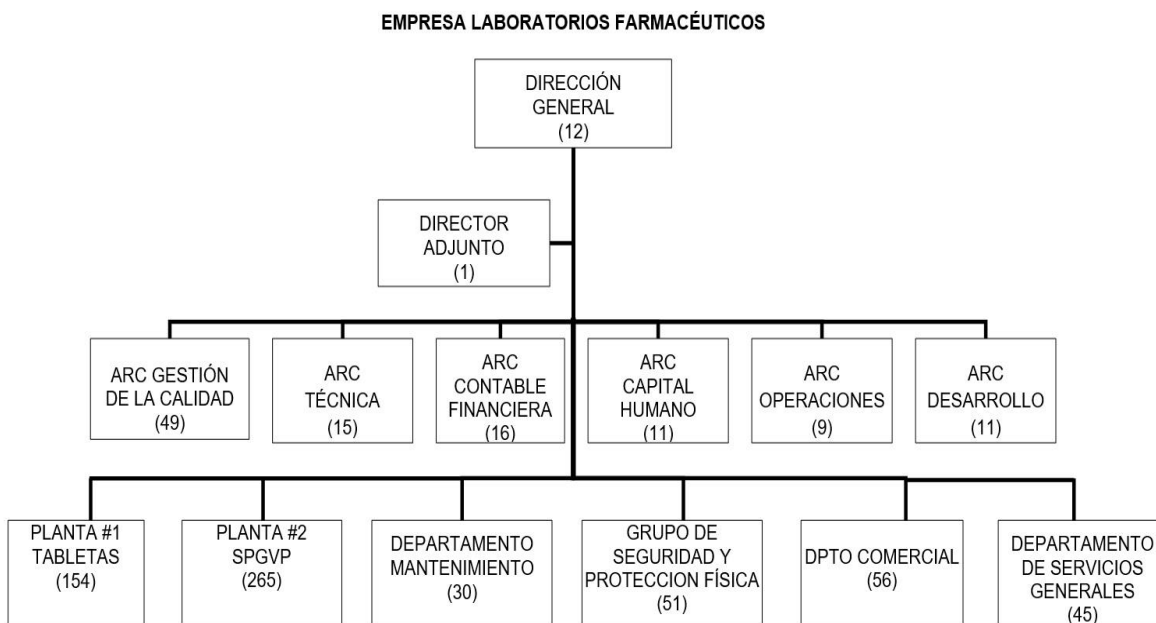 EMPRESA LABORATORIOS FARMACÉUTICOS
DIRECCIÓN
GENERAL
(12)
DIRECTOR
ADJUNTO
(1)
ARC GESTIÓN
DE LA CALIDAD
(49)
ARC
TÉCNICA
(15)
ARC
CONTABLE
FINANCIERA
(16)
ARC
CAPITAL
HUMANO
(11)
ARC
OPERACIONES
(9)
ARC
DESARROLLO
(11)
PLANTA #1
TABLETAS
(154)
PLANTA #2
SPGVP
(265)
DEPARTAMENTO
MANTENIMIENTO
(30)
GRUPO DE
SEGURIDAD Y
PROTECCION FÍSICA
(51)
DPTO COMERCIAL
(56)
DEPARTAMENTO
DE SERVICIOS
GENERALES
(45)